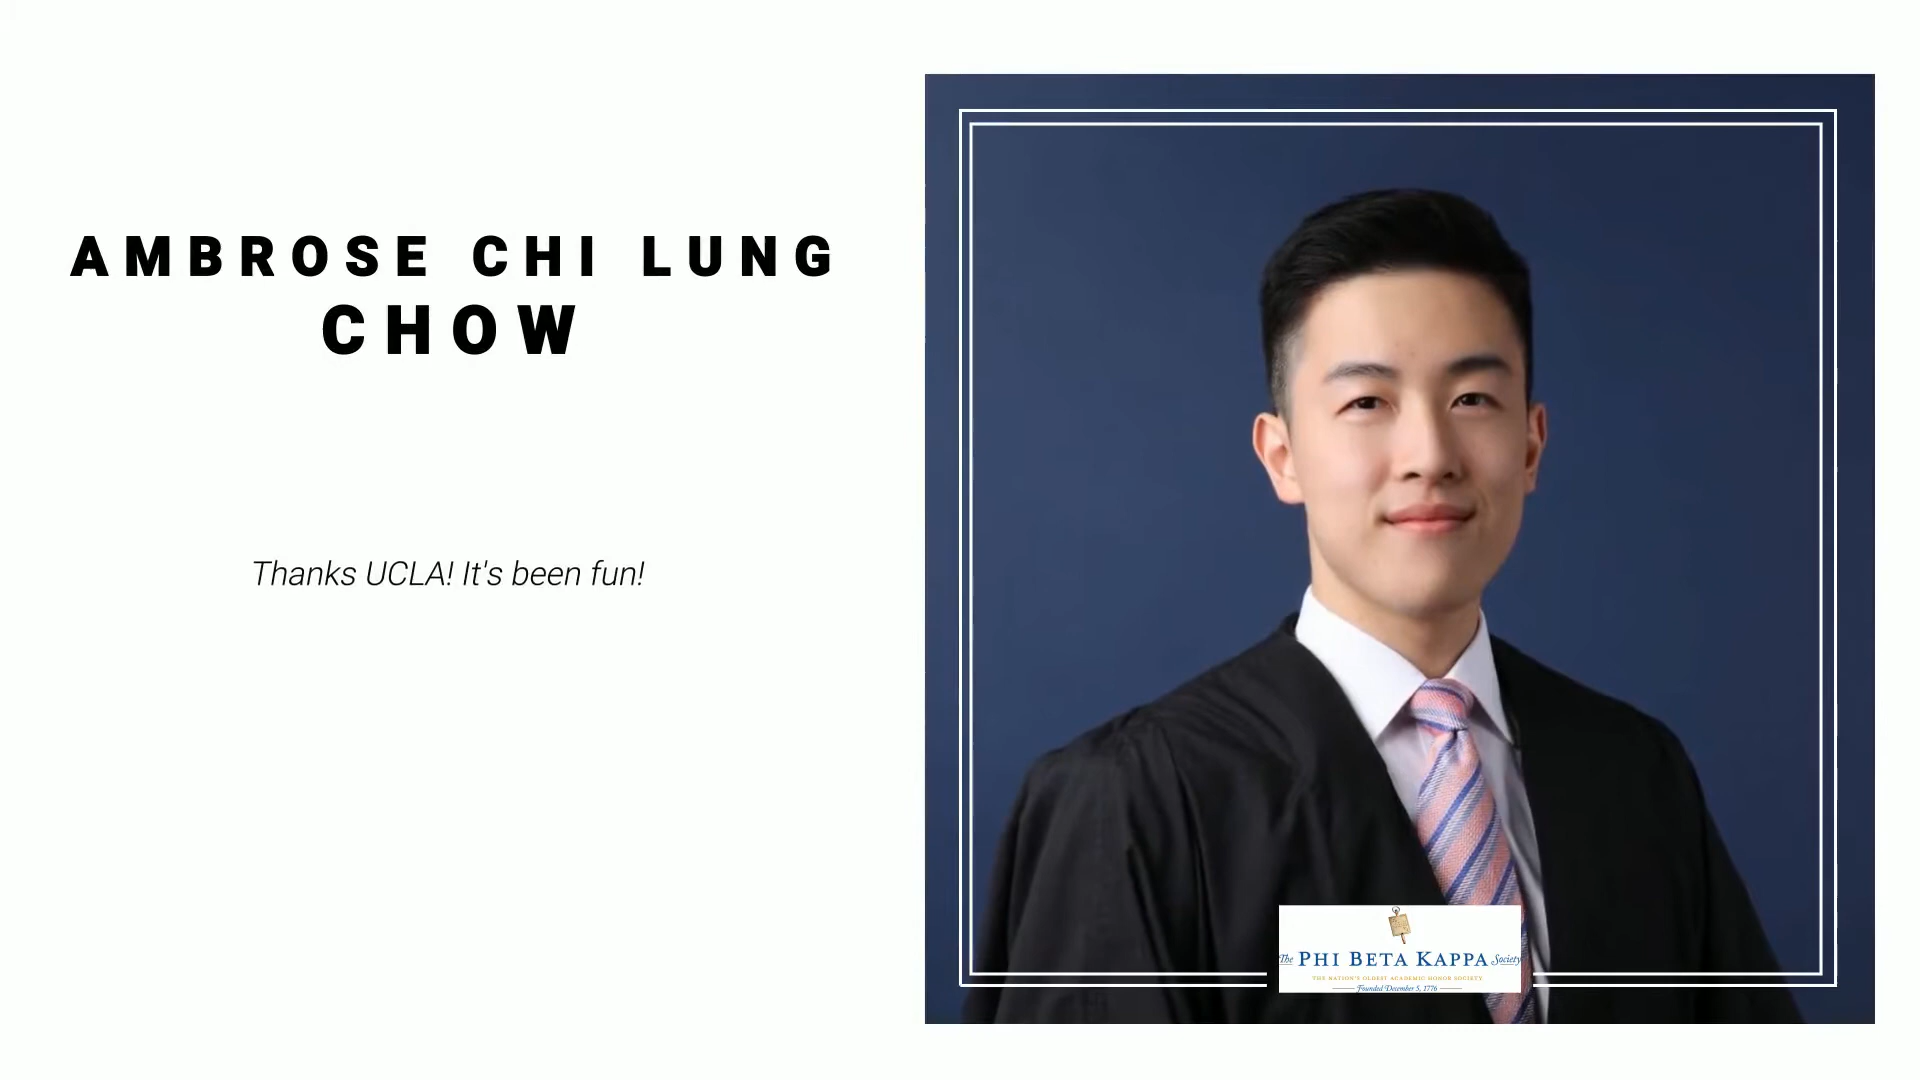 AMBROSE CHI LUNG
CHOW
Thanks UCLA! It's been fun!
The PHI BETA KAPPA Society
THE NATION'S OLDEST ACADEMIC HONOR SOCIETY
Founded December 5, 1776